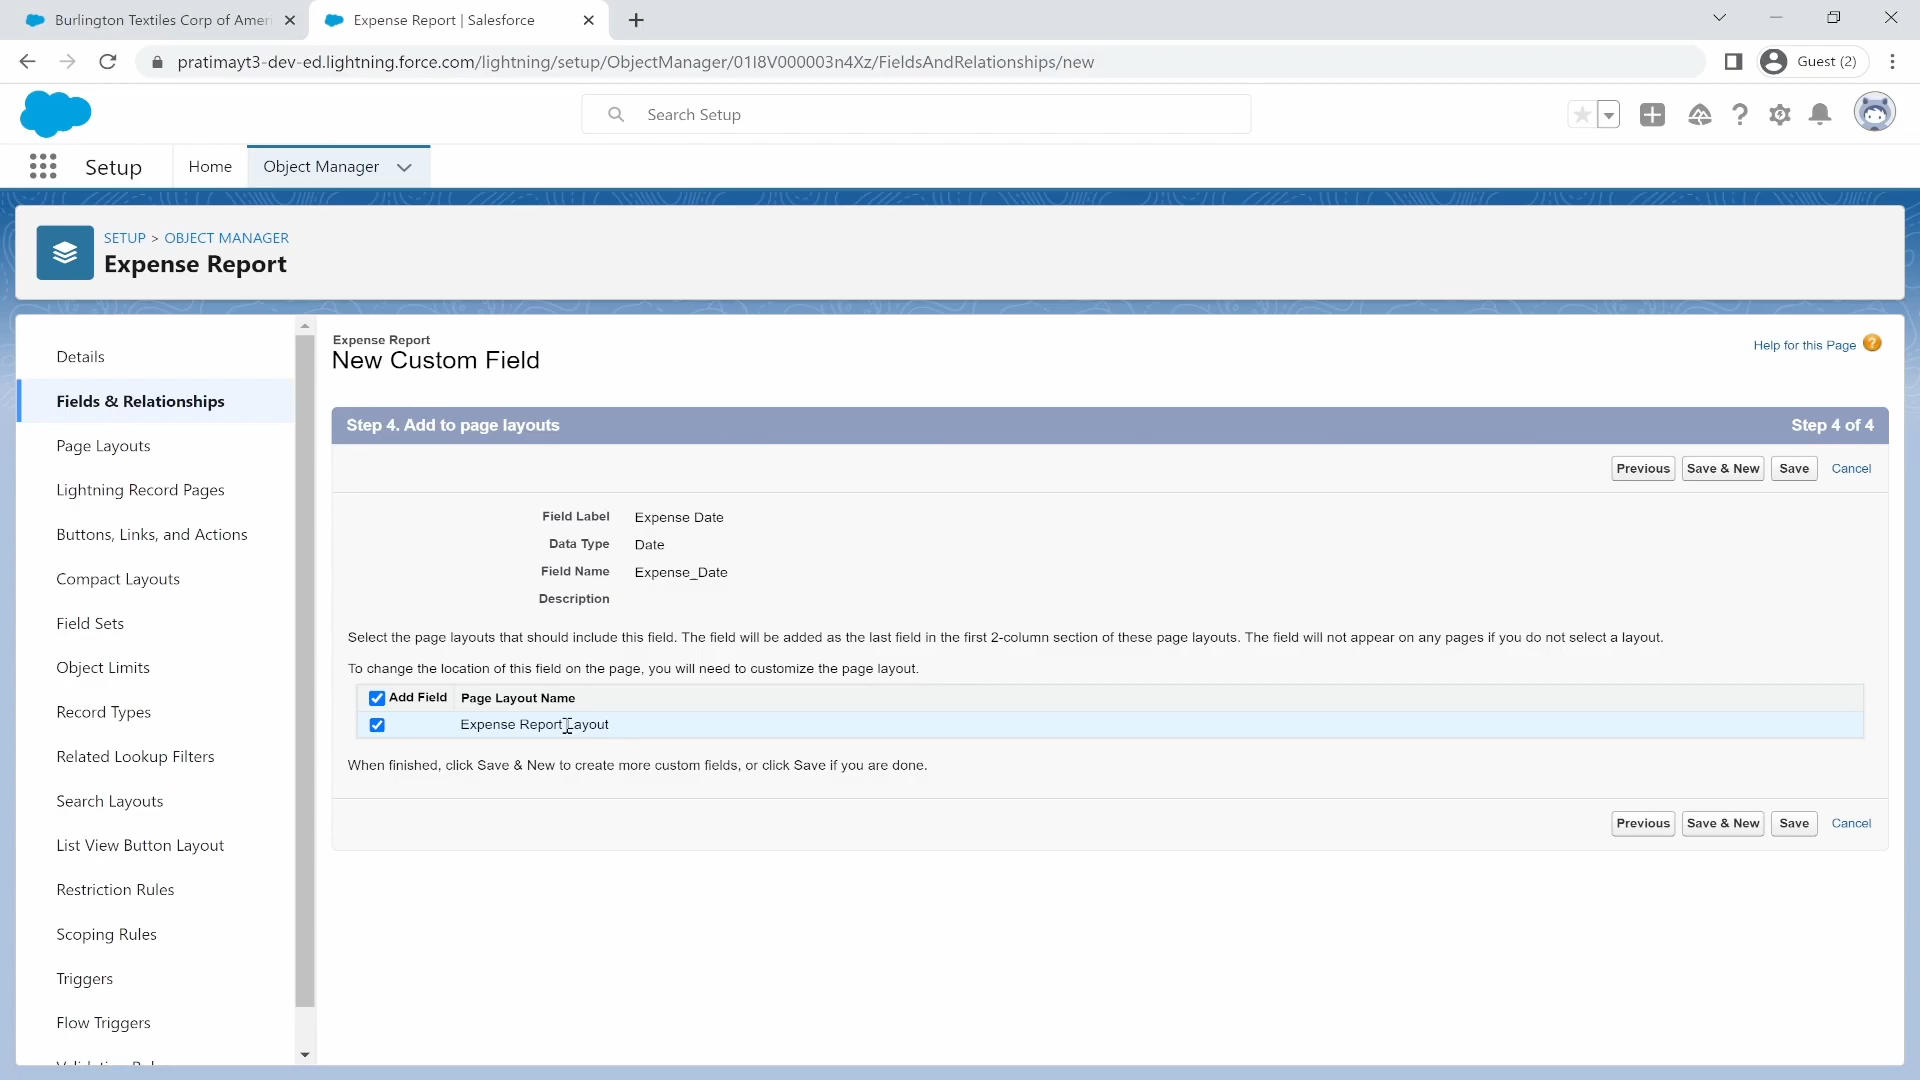 Burlington Textiles Corp of Amer
Expense Report | Salesforce
pratimayt3-dev-ed.lightning.force.com/lightning/setup/ObjectManager/01I8V000003n4Xz/FieldsAndRelationships/new
Guest (2)
Search Setup
Setup
Home
Object Manager
SETUP > OBJECT MANAGER
Expense Report
Details
Fields & Relationships
Page Layouts
Lightning Record Pages
Buttons, Links, and Actions
Compact Layouts
Field Sets
Object Limits
Record Types
Related Lookup Filters
Search Layouts
List View Button Layout
Restriction Rules
Scoping Rules
Triggers
Flow Triggers
Expense Report
New Custom Field
Help for this Page
Step 4. Add to page layouts
Step 4 of 4
Previous
Save & New
Save
Cancel
Field Label Expense Date
Data Type Date
Field Name Expense_Date
Description
Select the page layouts that should include this field. The field will be added as the last field in the first 2-column section of these page layouts. The field will not appear on any pages if you do not select a layout.
To change the location of this field on the page, you will need to customize the page layout.
Add Field Page Layout Name
Expense Report Layout
When finished, click Save & New to create more custom fields, or click Save if you are done.
Previous
Save & New
Save
Cancel